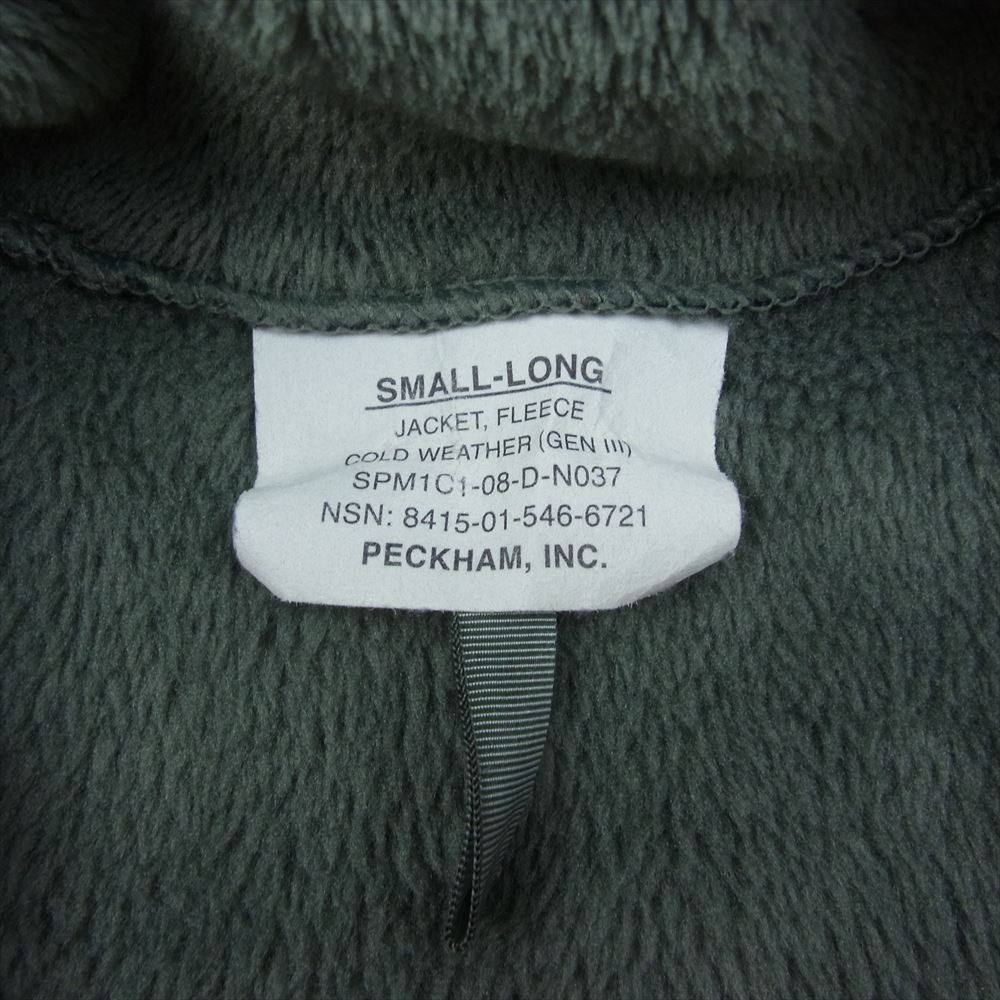 SMALL-LONG
JACKET, FLEECE
COLD WEATHER (GEN III)
SPM1C1-08-D-N037
NSN: 8415-01-546-6721
PECKHAM, INC.